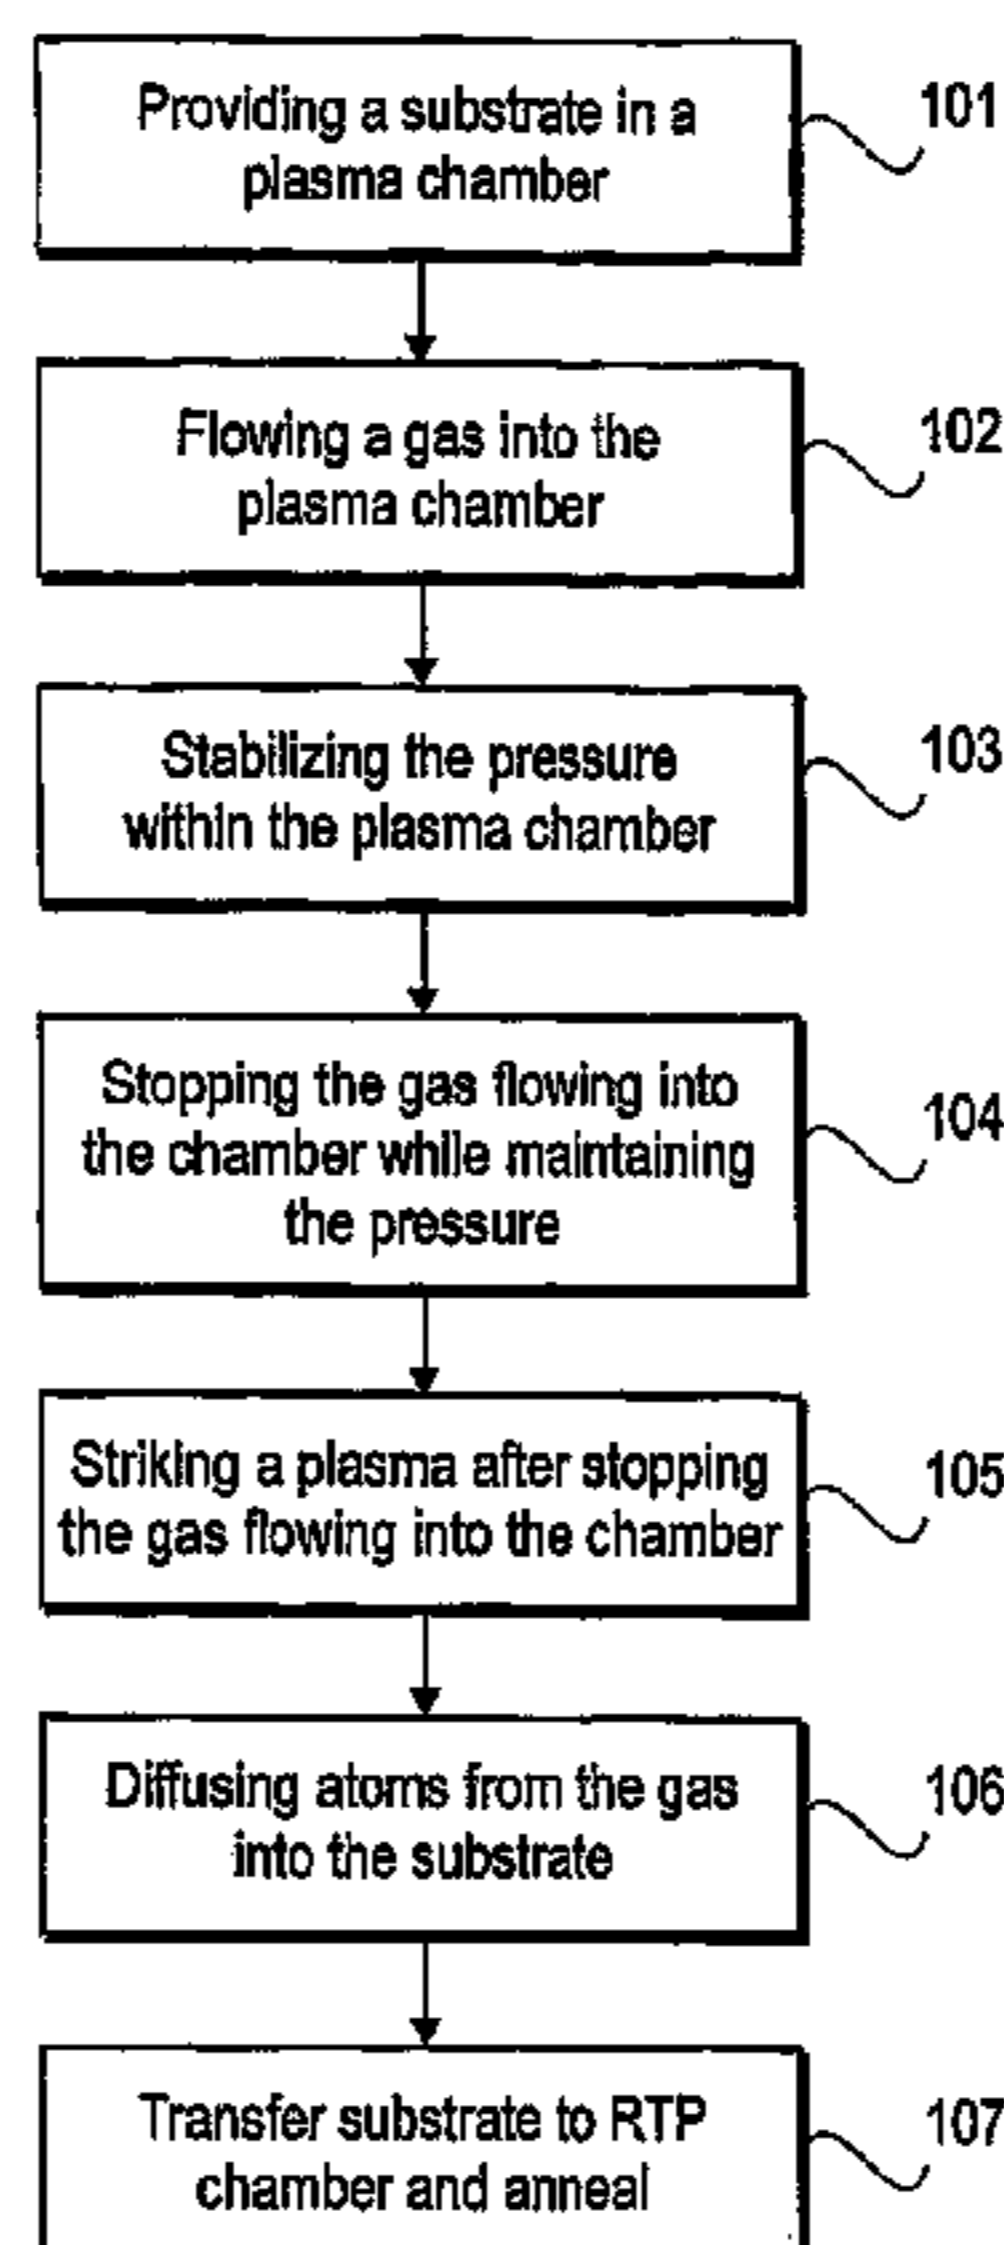 Providing a substrate in a
plasma chamber
101
Flowing a gas into the
plasma chamber
102
Stabilizing the pressure
within the plasma chamber
103
Stopping the gas flowing into
the chamber while maintaining
the pressure
104
Striking a plasma after stopping
the gas flowing into the chamber
105
Diffusing atoms from the gas
into the substrate
106
Transfer substrate to RTP
chamber and anneal
107